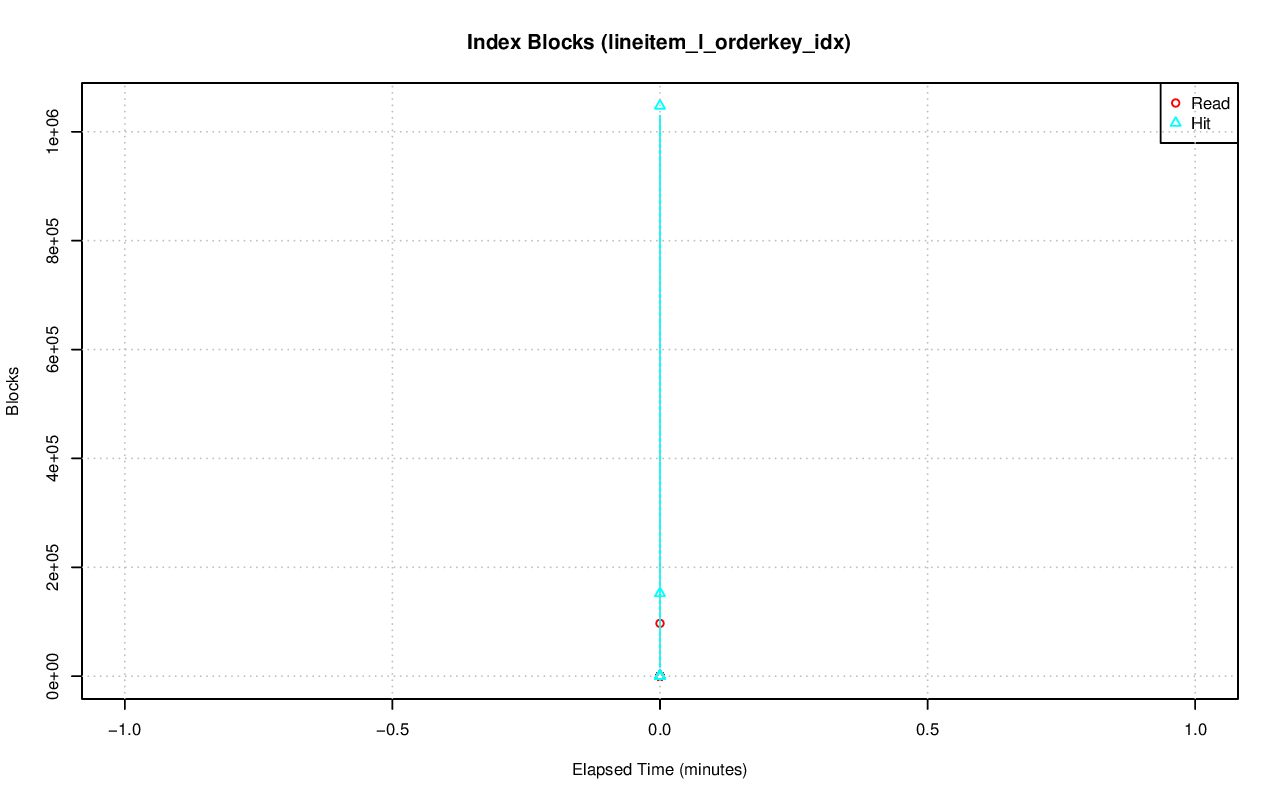 Index Blocks (lineitem_l_orderkey_idx)
Read
Hit
1e+06
8e+05
6e+05
4e+05
2e+05
0e+00
Blocks
−1.0 −0.5 0.0 0.5 1.0
Elapsed Time (minutes)